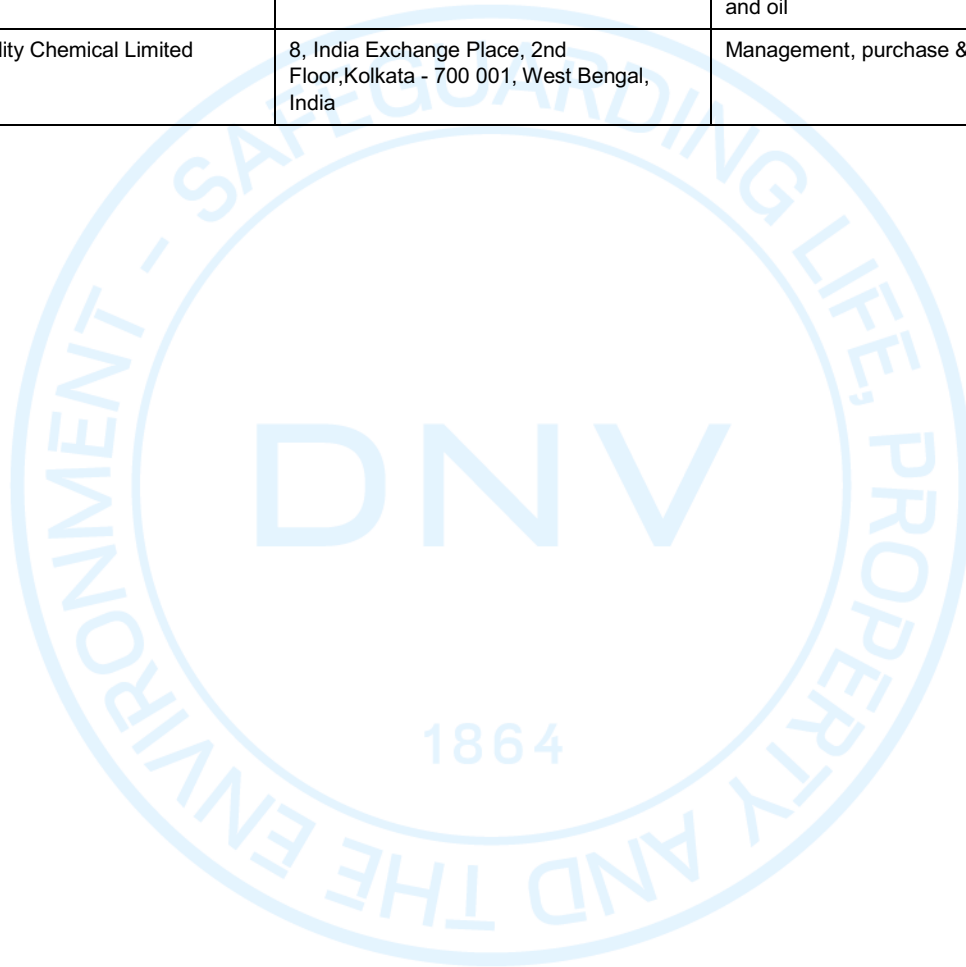 and oil
lity Chemical Limited
8, India Exchange Place, 2nd
Floor,Kolkata - 700 001, West Bengal,
India
Management, purchase &
SAFEGUARDING LIFE, PROPERTY AND THE ENVIRONMENT -
DNV
1864